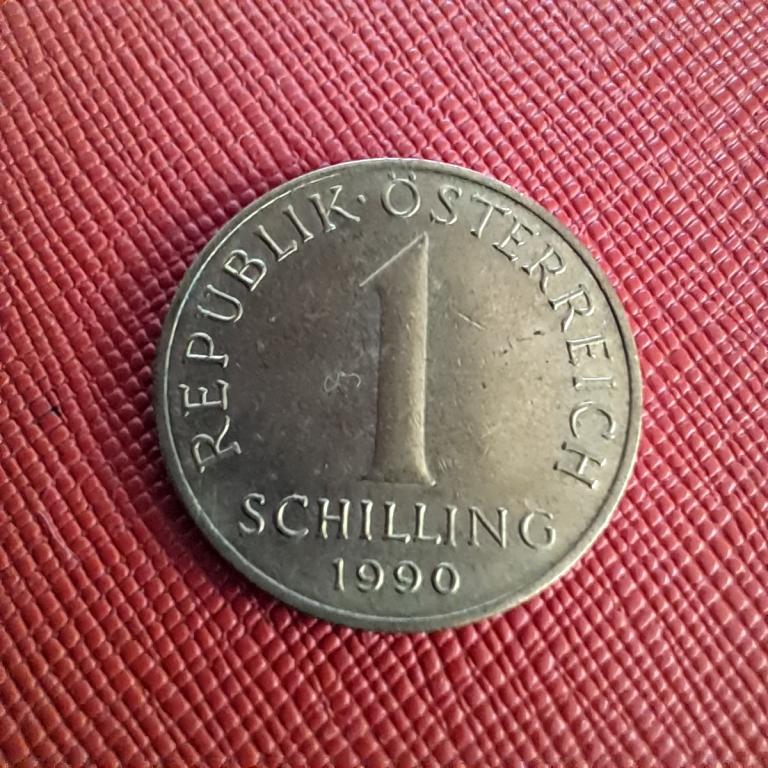 REPUBLIK·ÖSTERREICH
1
SCHILLING
1990